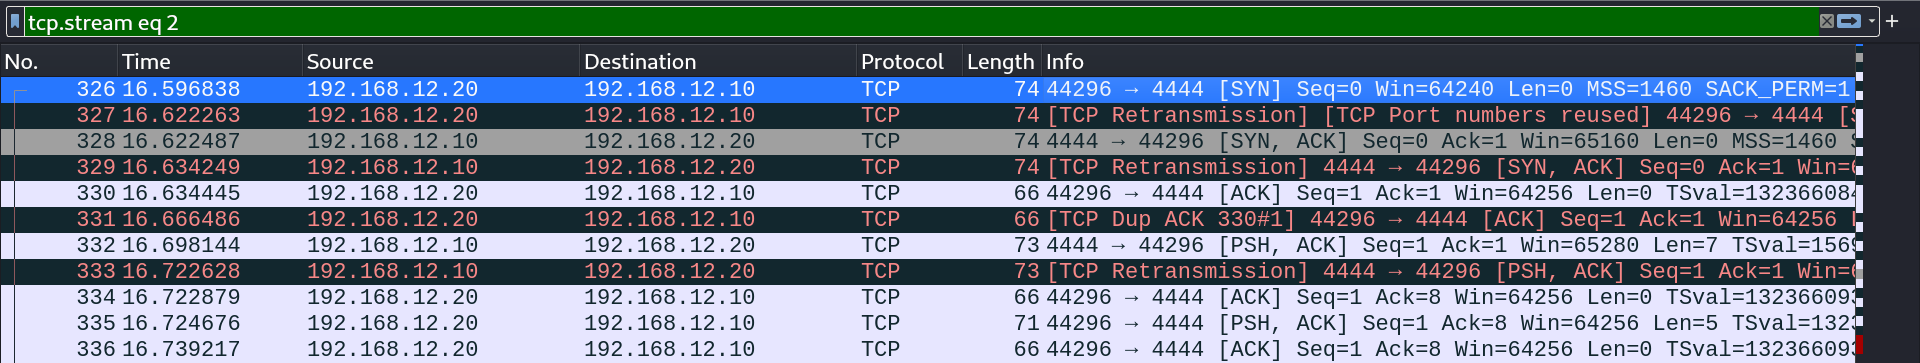 tcp.stream eq 2
No. Time Source Destination Protocol Length Info
326 16.596838 192.168.12.20 192.168.12.10 TCP 74 44296 → 4444 [SYN] Seq=0 Win=64240 Len=0 MSS=1460 SACK_PERM=1
327 16.622263 192.168.12.20 192.168.12.10 TCP 74 [TCP Retransmission] [TCP Port numbers reused] 44296 → 4444 [
328 16.622487 192.168.12.10 192.168.12.20 TCP 74 4444 → 44296 [SYN, ACK] Seq=0 Ack=1 Win=65160 Len=0 MSS=1460
329 16.634249 192.168.12.10 192.168.12.20 TCP 74 [TCP Retransmission] 4444 → 44296 [SYN, ACK] Seq=0 Ack=1 Win=
330 16.634445 192.168.12.20 192.168.12.10 TCP 66 44296 → 4444 [ACK] Seq=1 Ack=1 Win=64256 Len=0 TSval=132366084
331 16.666486 192.168.12.20 192.168.12.10 TCP 66 [TCP Dup ACK 330#1] 44296 → 4444 [ACK] Seq=1 Ack=1 Win=64256
332 16.698144 192.168.12.10 192.168.12.20 TCP 73 4444 → 44296 [PSH, ACK] Seq=1 Ack=1 Win=65280 Len=7 TSval=1569
333 16.722628 192.168.12.10 192.168.12.20 TCP 73 [TCP Retransmission] 4444 → 44296 [PSH, ACK] Seq=1 Ack=1 Win=
334 16.722879 192.168.12.20 192.168.12.10 TCP 66 44296 → 4444 [ACK] Seq=1 Ack=8 Win=64256 Len=0 TSval=132366093
335 16.724676 192.168.12.20 192.168.12.10 TCP 71 44296 → 4444 [PSH, ACK] Seq=1 Ack=8 Win=64256 Len=5 TSval=132
336 16.739217 192.168.12.20 192.168.12.10 TCP 66 44296 → 4444 [ACK] Seq=1 Ack=8 Win=64256 Len=0 TSval=132366093